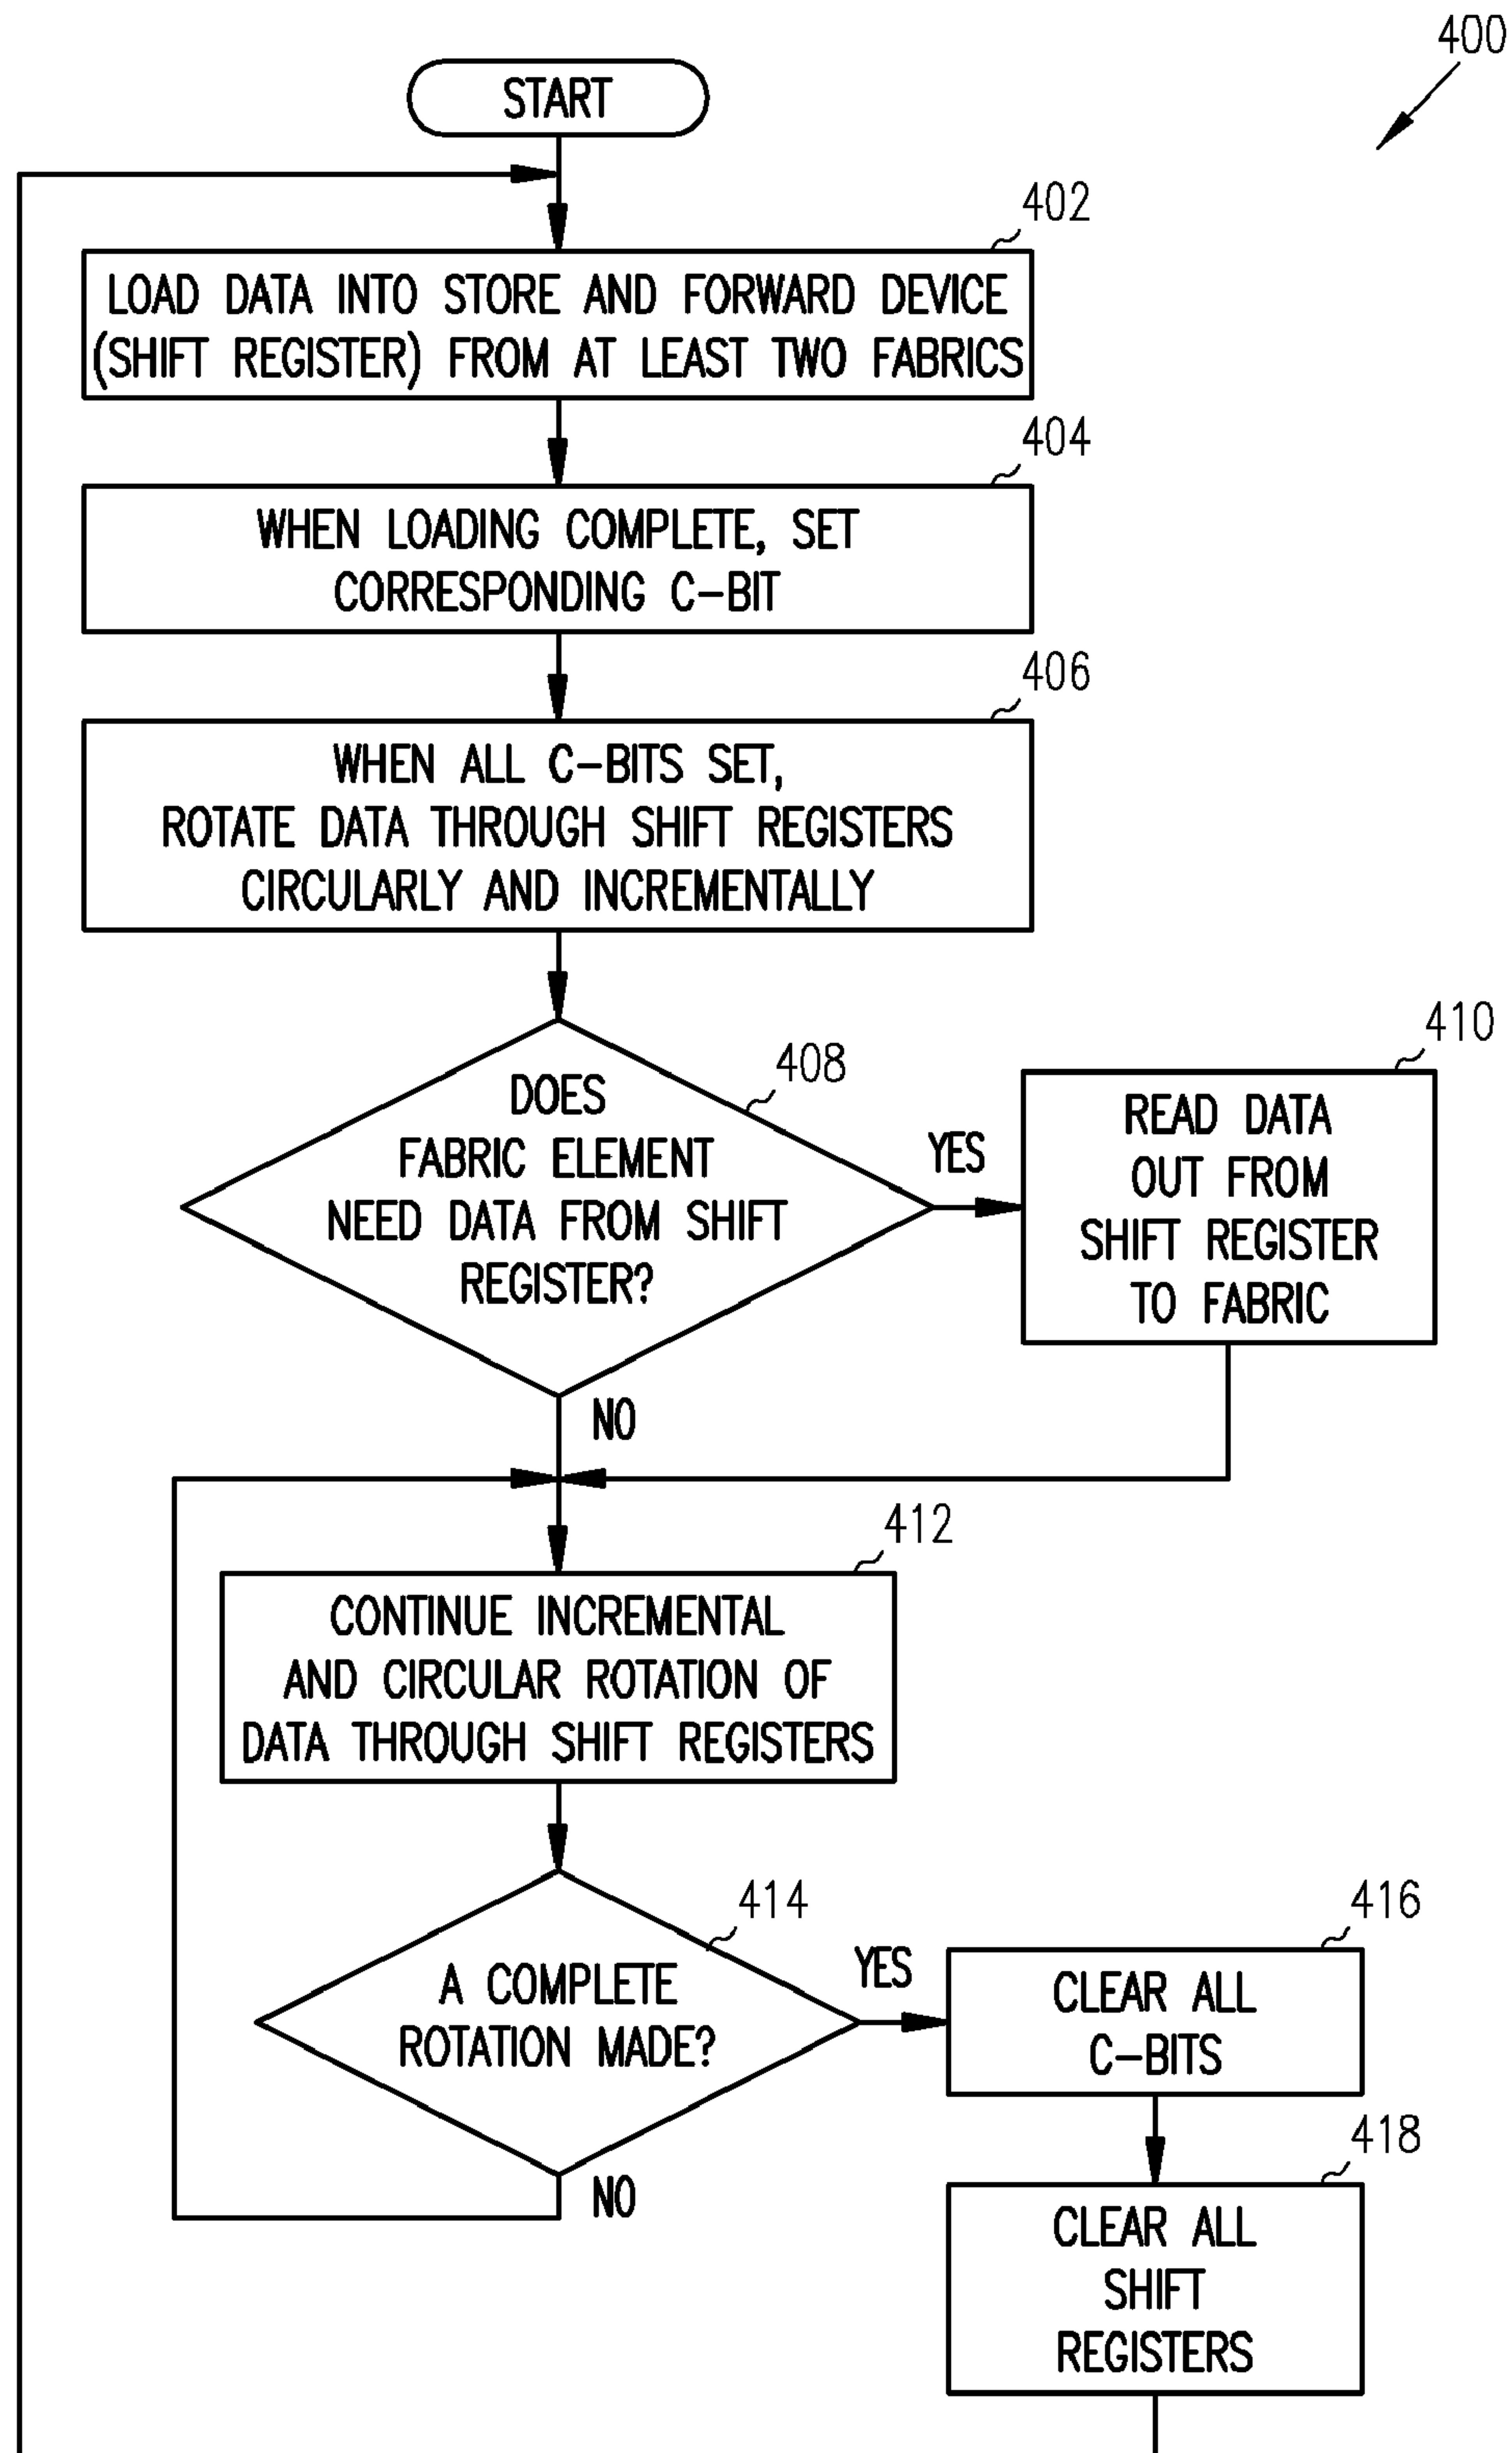 400
START
402
LOAD DATA INTO STORE AND FORWARD DEVICE
(SHIFT REGISTER) FROM AT LEAST TWO FABRICS
404
WHEN LOADING COMPLETE, SET
CORRESPONDING C-BIT
406
WHEN ALL C-BITS SET,
ROTATE DATA THROUGH SHIFT REGISTERS
CIRCULARLY AND INCREMENTALLY
408
DOES
FABRIC ELEMENT
NEED DATA FROM SHIFT
REGISTER?
YES
410
READ DATA
OUT FROM
SHIFT REGISTER
TO FABRIC
NO
412
CONTINUE INCREMENTAL
AND CIRCULAR ROTATION OF
DATA THROUGH SHIFT REGISTERS
414
A COMPLETE
ROTATION MADE?
YES
416
CLEAR ALL
C-BITS
NO
418
CLEAR ALL
SHIFT
REGISTERS